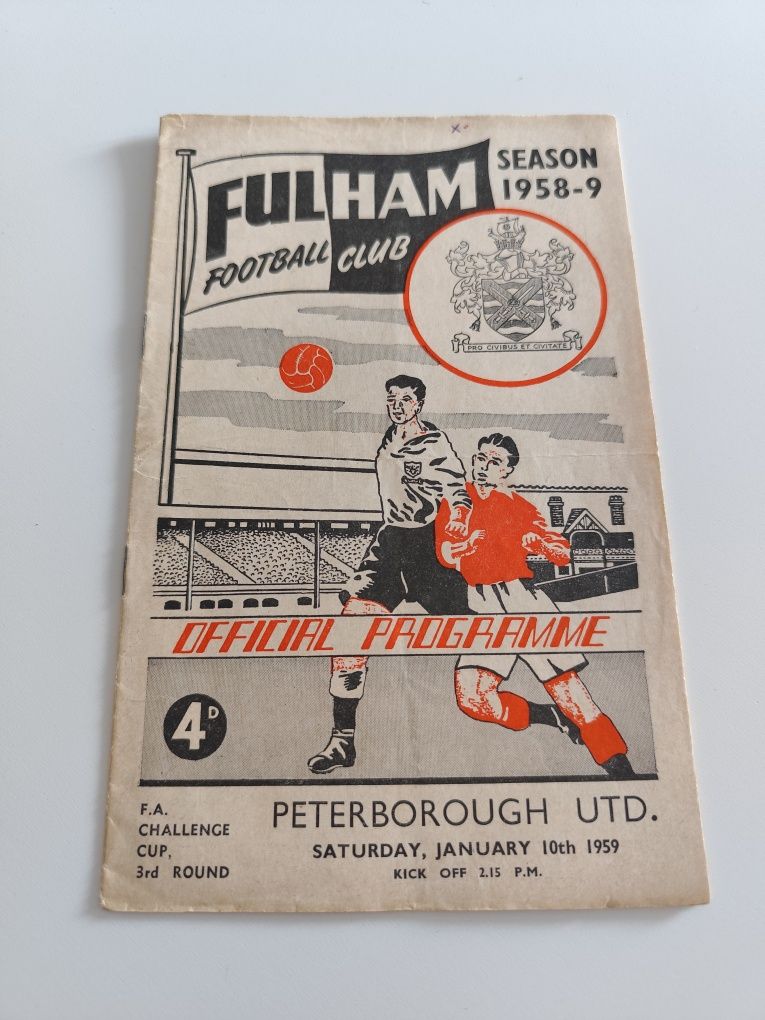 FULHAM
FOOTBALL CLUB
SEASON
1958-9
PRO CIVIBUS ET CIVITATE
OFFICIAL PROGRAMME
4D
F.A.
CHALLENGE
CUP,
3rd ROUND
PETERBOROUGH UTD.
SATURDAY, JANUARY 10th 1959
KICK OFF 2.15 P.M.